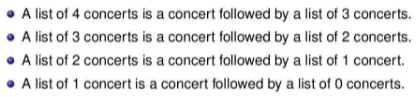 A list of 4 concerts is a concert followed by a list of 3 concerts.
A list of 3 concerts is a concert followed by a list of 2 concerts.
A list of 2 concerts is a concert followed by a list of 1 concert.
A list of 1 concert is a concert followed by a list of 0 concerts.